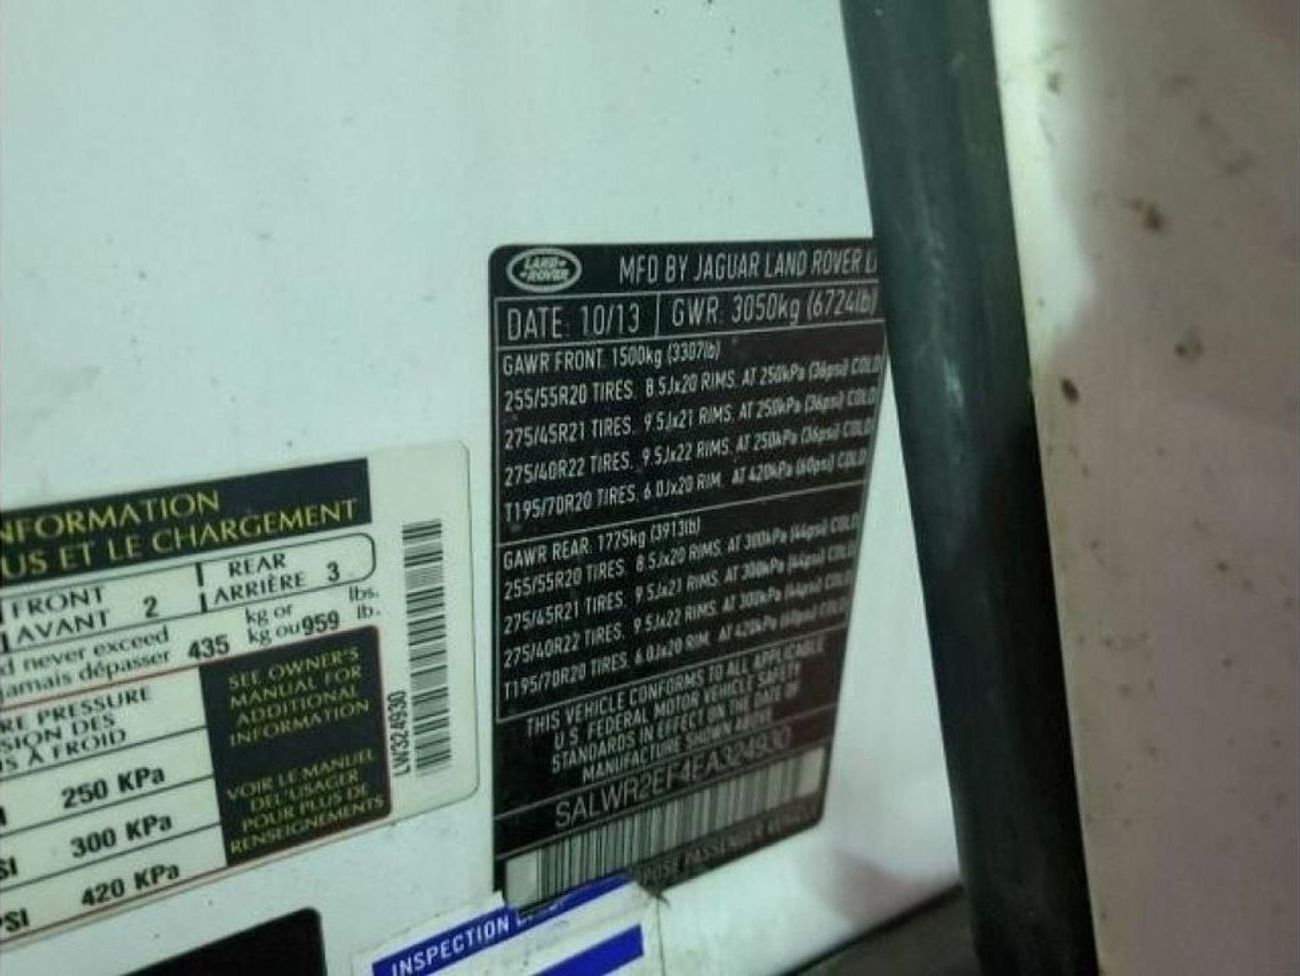 LAND-
-ROVER
MFD BY JAGUAR LAND ROVER
DATE: 10/13 GWR: 3050kg (6724lb)
GAWR FRONT: 1500kg (3307lb)
255/55R20 TIRES, 8.5Jx20 RIMS, AT 250kPa (36psi) COLD
275/45R21 TIRES, 9.5Jx21 RIMS, AT 250kPa (36psi) COLD
275/40R22 TIRES, 9.5Jx22 RIMS, AT 250kPa (36psi) COLD
T195/70R20 TIRES, 6.0Jx20 RIM, AT 420kPa (60psi) COLD
GAWR REAR: 1775kg (3913lb)
255/55R20 TIRES, 8.5Jx20 RIMS, AT 300kPa (44psi) COLD
275/45R21 TIRES, 9.5Jx21 RIMS, AT 300kPa (44psi) COLD
275/40R22 TIRES, 9.5Jx22 RIMS, AT 300kPa (44psi) COLD
T195/70R20 TIRES, 6.0Jx20 RIM, AT 420kPa (60psi) COLD
THIS VEHICLE CONFORMS TO ALL APPLICABLE
U.S. FEDERAL MOTOR VEHICLE SAFETY
STANDARDS IN EFFECT ON THE DATE OF
MANUFACTURE SHOWN ABOVE
SALWR2EF4EA324930
PASSENGER
NFORMATION
US ET LE CHARGEMENT
FRONT
AVANT 2
REAR
ARRIÈRE 3
d never exceed
jamais dépasser 435
kg or
kg ou 959
lbs.
lb.
RE PRESSURE
SION DES
S À FROID
250 KPa
SI 300 KPa
PSI 420 KPa
SEE OWNER'S
MANUAL FOR
ADDITIONAL
INFORMATION
VOIR LE MANUEL
DE L'USAGER
POUR PLUS DE
RENSEIGNEMENTS
LW324930
INSPECTION